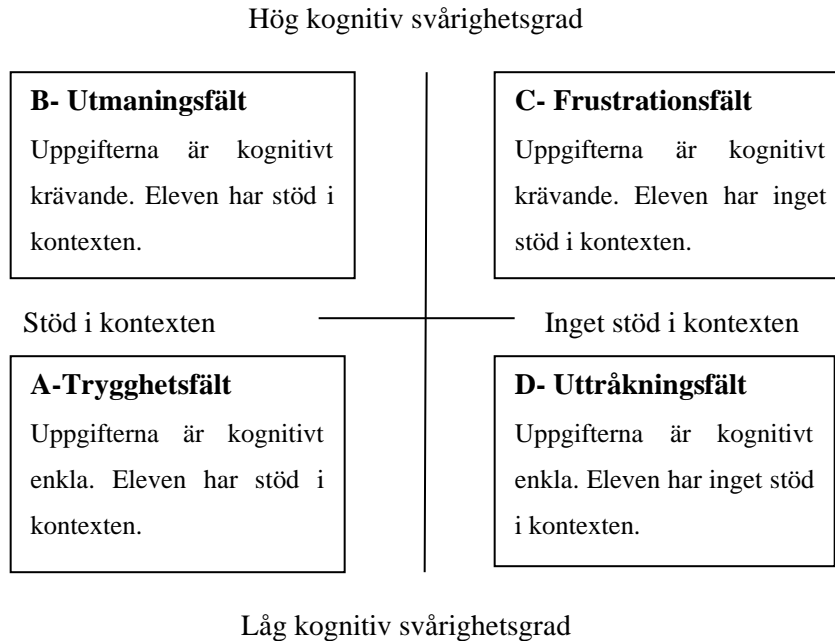 Hög kognitiv svårighetsgrad
B- Utmaningsfält
Uppgifterna är kognitivt
krävande. Eleven har stöd i
kontexten.
C- Frustrationsfält
Uppgifterna är kognitivt
krävande. Eleven har inget
stöd i kontexten.
Stöd i kontexten
Inget stöd i kontexten
A-Trygghetsfält
Uppgifterna är kognitivt
enkla. Eleven har stöd i
kontexten.
D- Uttråkningsfält
Uppgifterna är kognitivt
enkla. Eleven har inget stöd
i kontexten.
Låg kognitiv svårighetsgrad